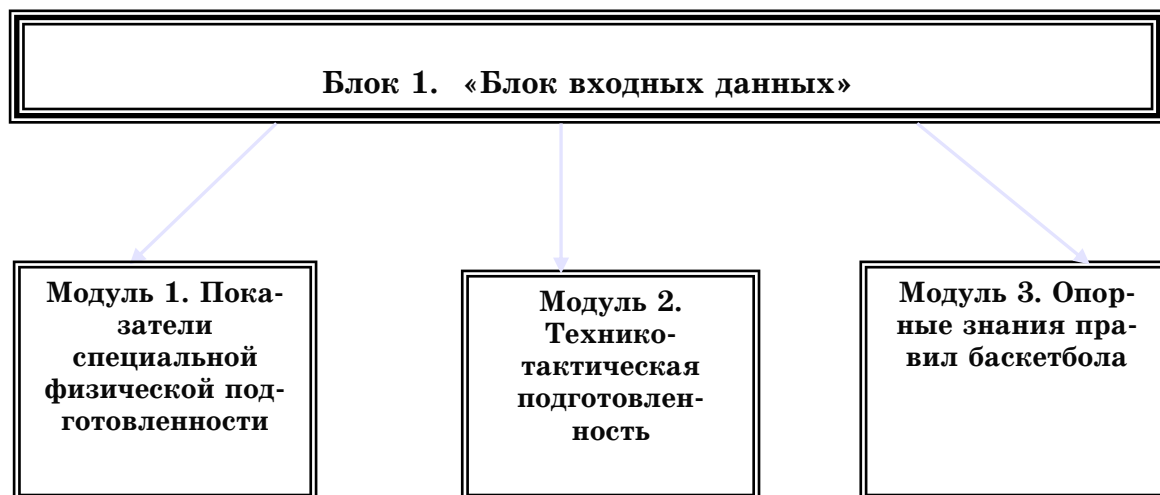 Блок 1. «Блок входных данных»
Модуль 1. Пока-
затели
специальной
физической под-
готовленности
Модуль 2.
Технико-
тактическая
подготовлен-
ность
Модуль 3. Опор-
ные знания пра-
вил баскетбола